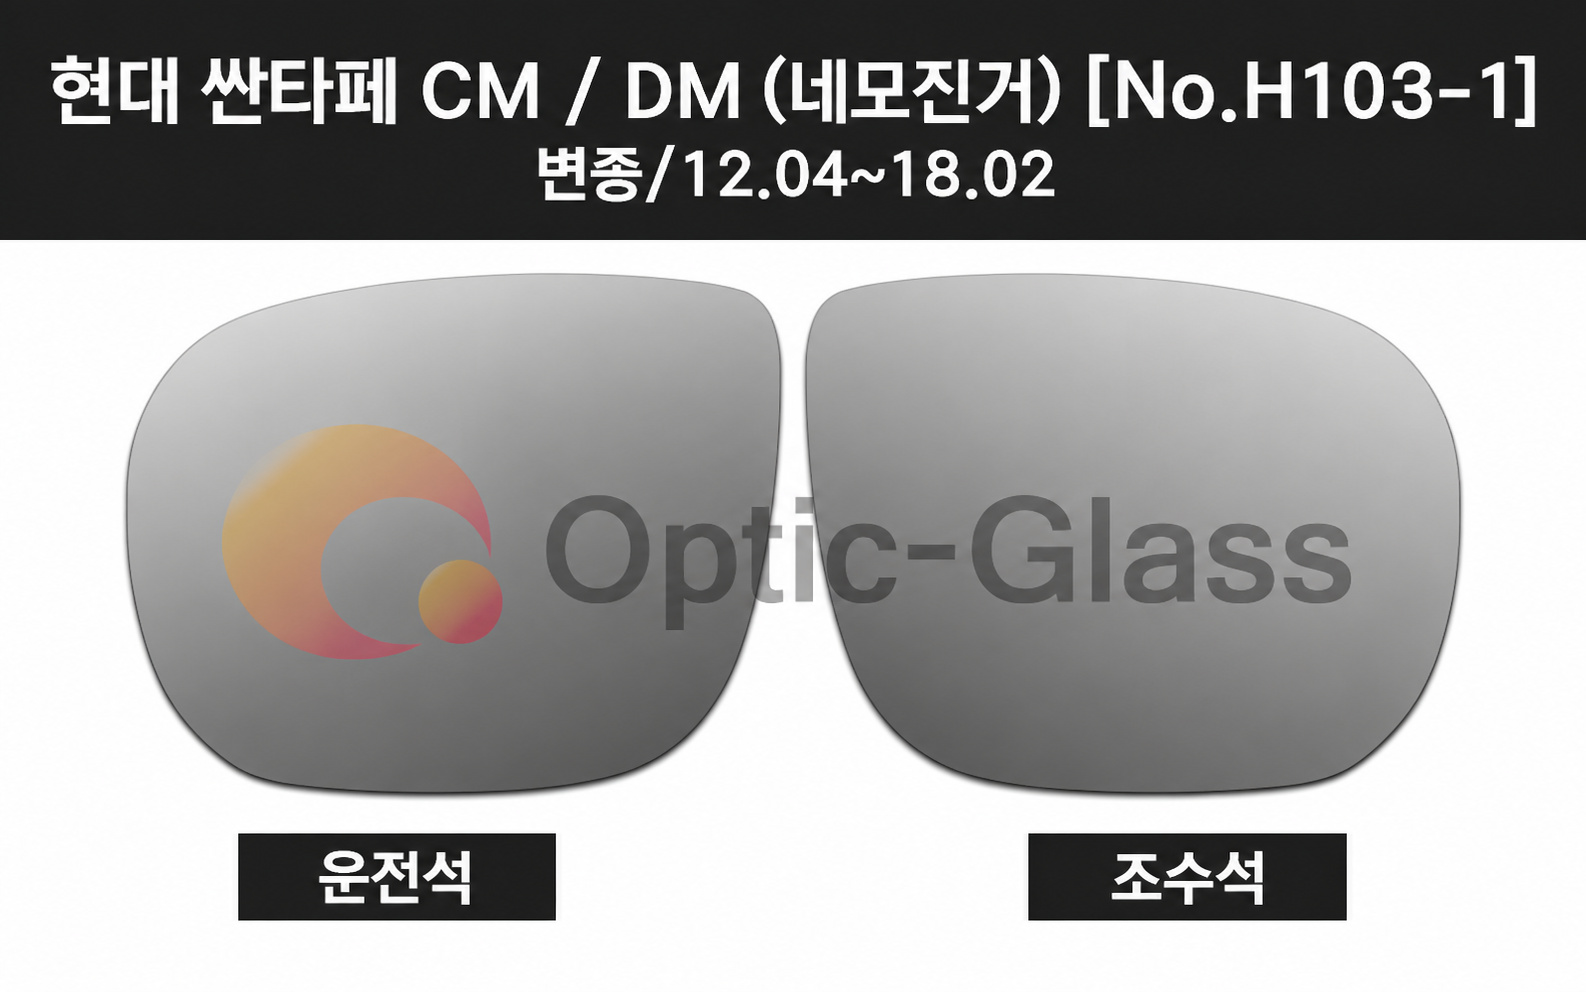 현대 싼타페 CM / DM (네모진거) [No.H103-1]
변종/12.04~18.02
Optic-Glass
운전석
조수석